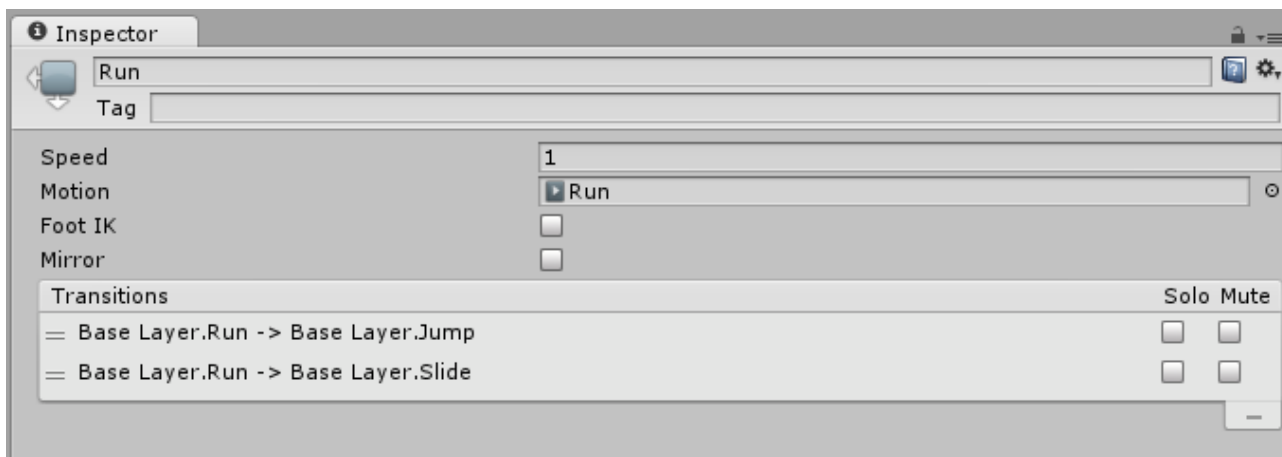 Inspector
Run
Tag
Speed 1
Motion Run
Foot IK
Mirror
Transitions Solo Mute
Base Layer.Run -> Base Layer.Jump
Base Layer.Run -> Base Layer.Slide